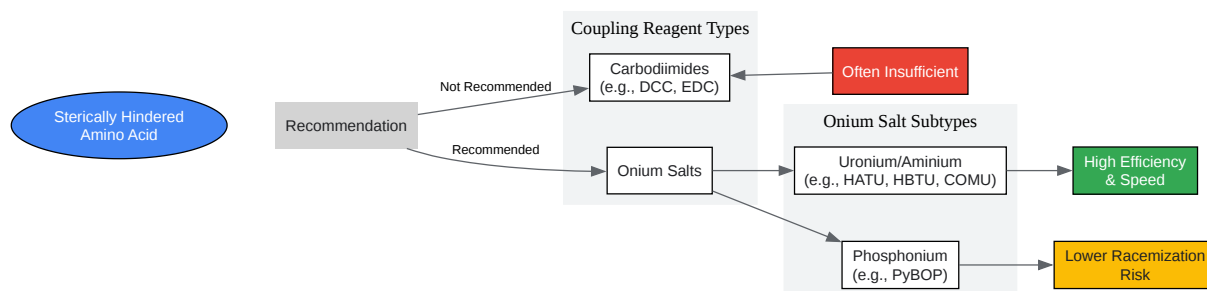 Coupling Reagent Types
Sterically Hindered
Amino Acid
Recommendation
Not Recommended
Recommended
Carbodiimides
(e.g., DCC, EDC)
Often Insufficient
Onium Salts
Onium Salt Subtypes
Uronium/Aminium
(e.g., HATU, HBTU, COMU)
High Efficiency
& Speed
Phosphonium
(e.g., PyBOP)
Lower Racemization
Risk